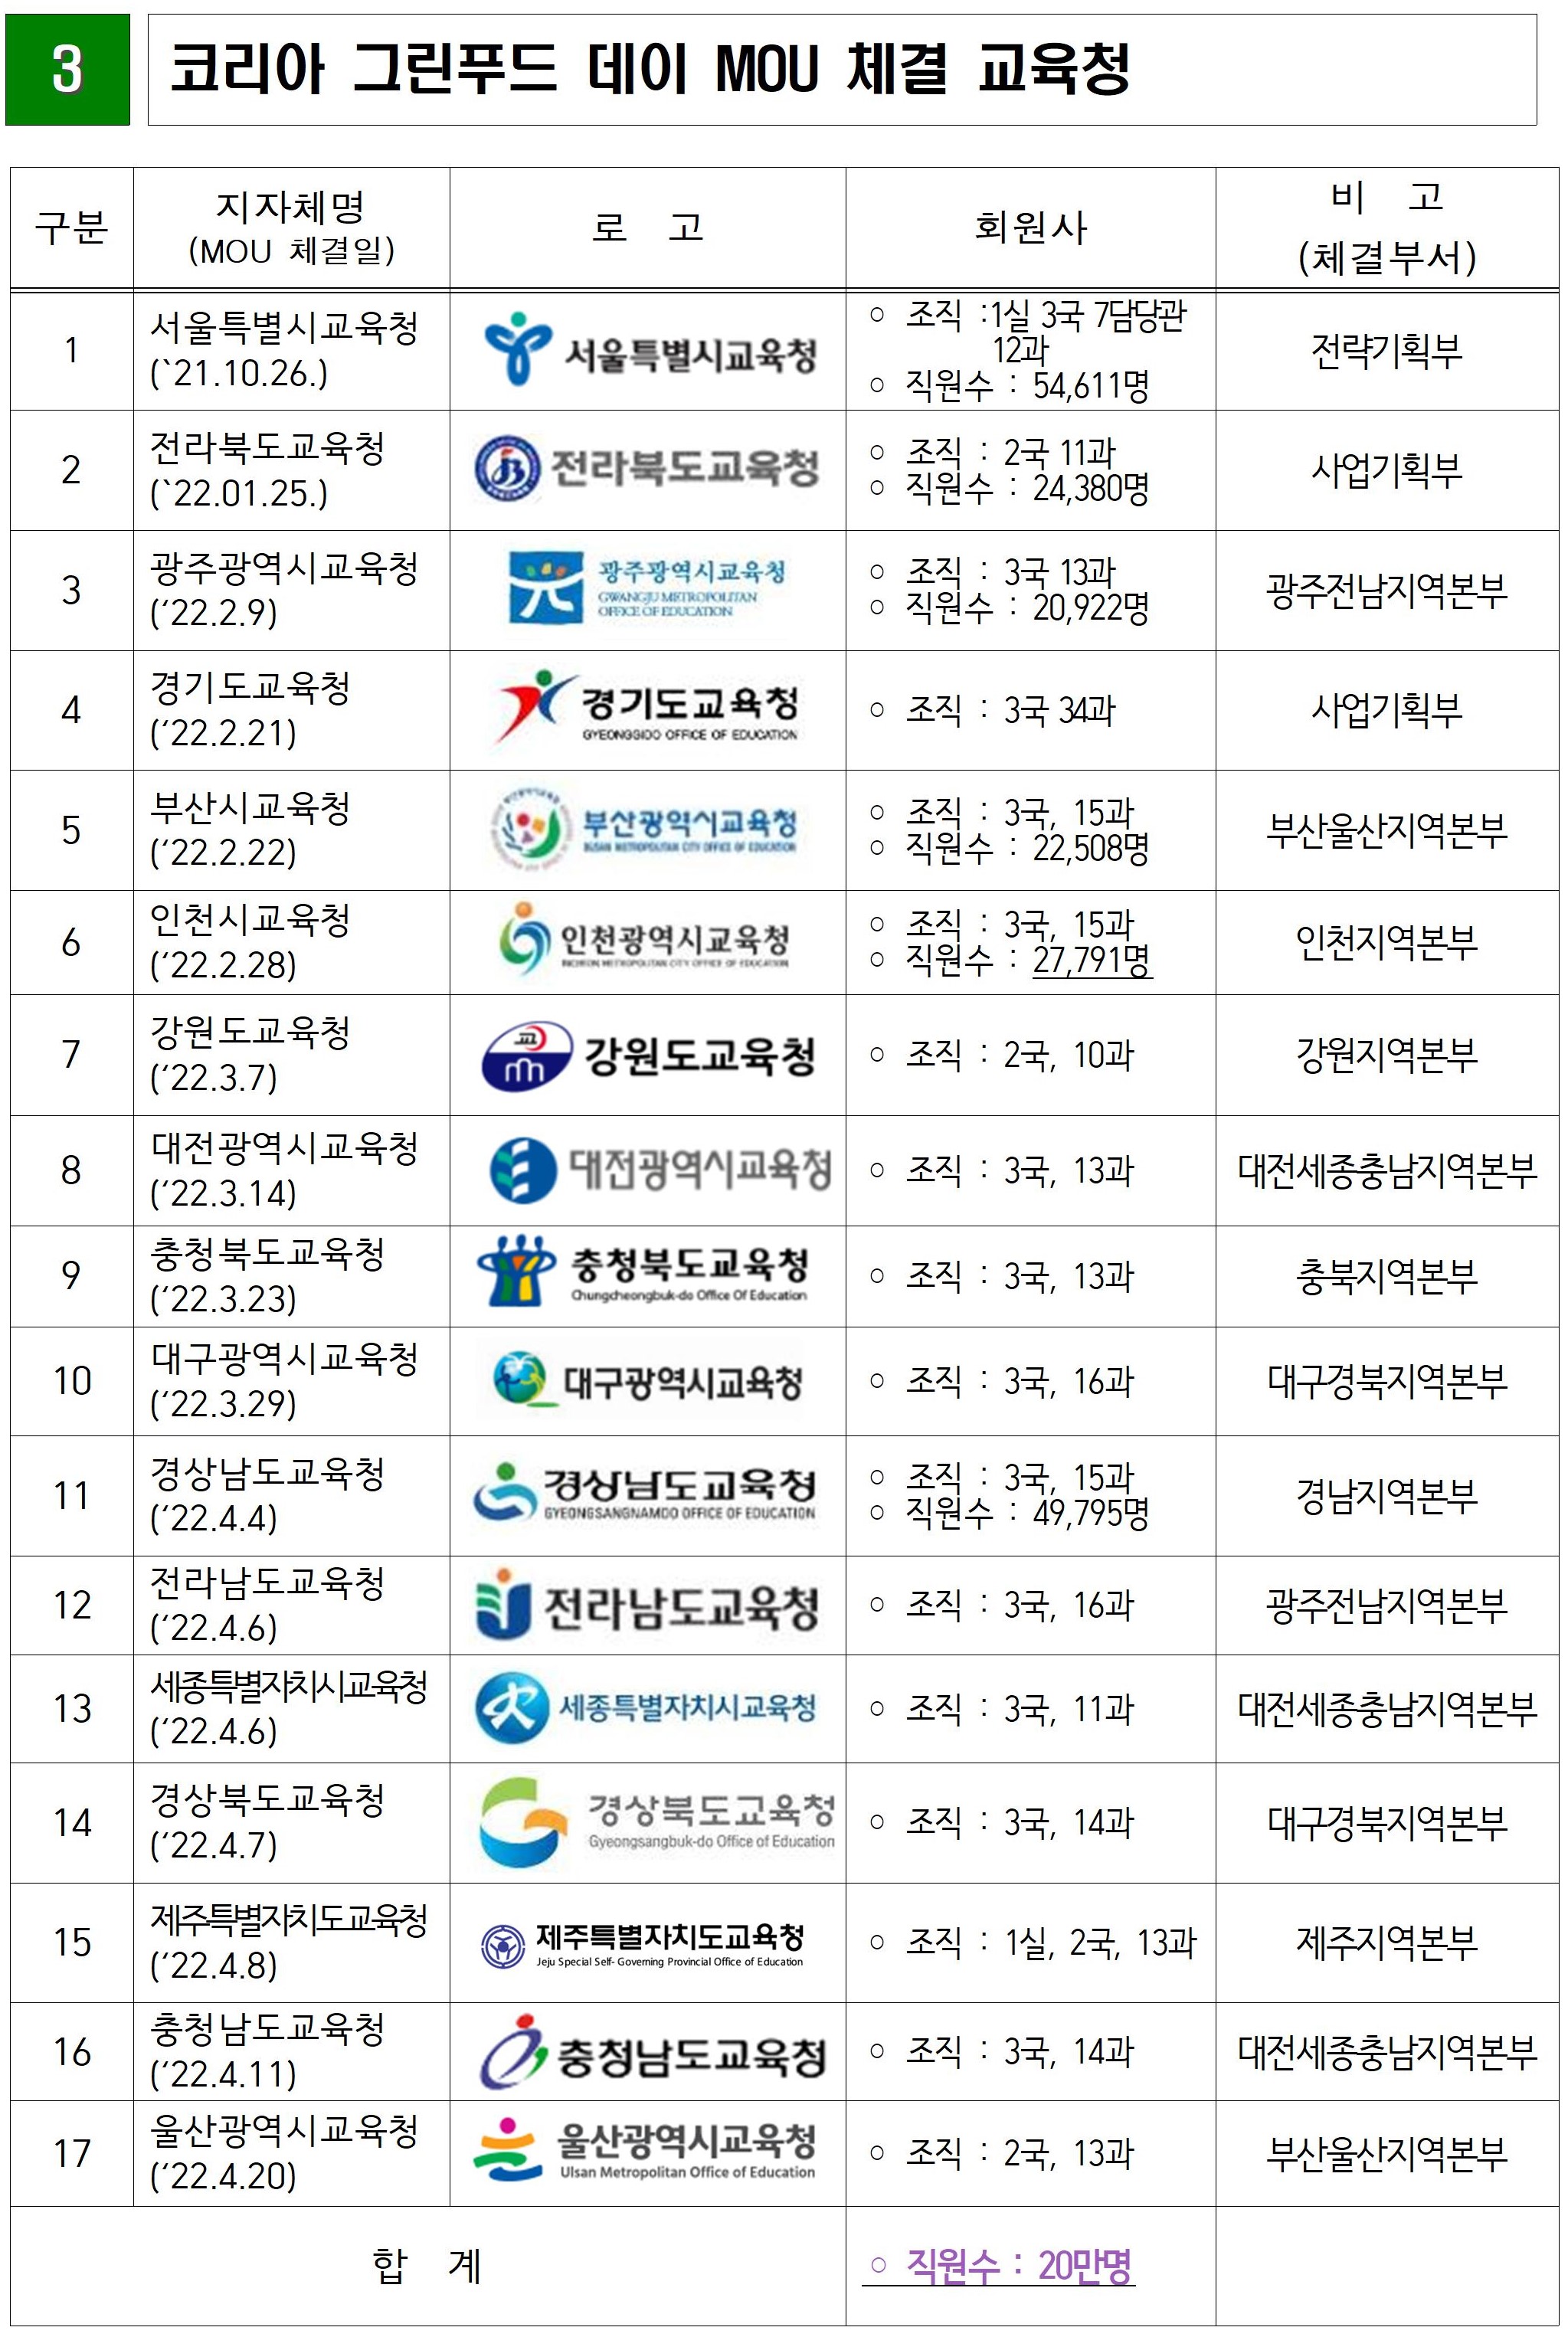 3
코리아 그린푸드 데이 MOU 체결 교육청
구분
지자체명
(MOU 체결일)
로 고
회원사
비 고
(체결부서)
1
서울특별시교육청
(`21.10.26.)
서울특별시교육청
○ 조직 :1실 3국 7담당관
12과
○ 직원수 : 54,611명
전략기획부
2
전라북도교육청
(`22.01.25.)
전라북도교육청
○ 조직 : 2국 11과
○ 직원수 : 24,380명
사업기획부
3
광주광역시교육청
(‘22.2.9)
광주광역시교육청
GWANGJU METROPOLITAN
OFFICE OF EDUCATION
○ 조직 : 3국 13과
○ 직원수 : 20,922명
광주전남지역본부
4
경기도교육청
(‘22.2.21)
경기도교육청
GYEONGGIDO OFFICE OF EDUCATION
○ 조직 : 3국 34과
사업기획부
5
부산시교육청
(‘22.2.22)
부산광역시교육청
BUSAN METROPOLITAN CITY OFFICE OF EDUCATION
○ 조직 : 3국, 15과
○ 직원수 : 22,508명
부산울산지역본부
6
인천시교육청
(‘22.2.28)
인천광역시교육청
INCHEON METROPOLITAN CITY OFFICE OF EDUCATION
○ 조직 : 3국, 15과
○ 직원수 : 27,791명
인천지역본부
7
강원도교육청
(‘22.3.7)
교
강원도교육청
○ 조직 : 2국, 10과
강원지역본부
8
대전광역시교육청
(‘22.3.14)
대전광역시교육청
○ 조직 : 3국, 13과
대전세종충남지역본부
9
충청북도교육청
(‘22.3.23)
충청북도교육청
Chungcheongbuk-do Office Of Education
○ 조직 : 3국, 13과
충북지역본부
10
대구광역시교육청
(‘22.3.29)
대구광역시교육청
○ 조직 : 3국, 16과
대구경북지역본부
11
경상남도교육청
(‘22.4.4)
경상남도교육청
GYEONGSANGNAMDO OFFICE OF EDUCATION
○ 조직 : 3국, 15과
○ 직원수 : 49,795명
경남지역본부
12
전라남도교육청
(‘22.4.6)
전라남도교육청
○ 조직 : 3국, 16과
광주전남지역본부
13
세종특별자치시교육청
(‘22.4.6)
세종특별자치시교육청
○ 조직 : 3국, 11과
대전세종충남지역본부
14
경상북도교육청
(‘22.4.7)
경상북도교육청
Gyeongsangbuk-do Office of Education
○ 조직 : 3국, 14과
대구경북지역본부
15
제주특별자치도교육청
(‘22.4.8)
제주특별자치도교육청
Jeju Special Self- Governing Provincial Office of Education
○ 조직 : 1실, 2국, 13과
제주지역본부
16
충청남도교육청
(‘22.4.11)
충청남도교육청
○ 조직 : 3국, 14과
대전세종충남지역본부
17
울산광역시교육청
(‘22.4.20)
울산광역시교육청
Ulsan Metropolitan Office of Education
○ 조직 : 2국, 13과
부산울산지역본부
합 계
○ 직원수 : 20만명